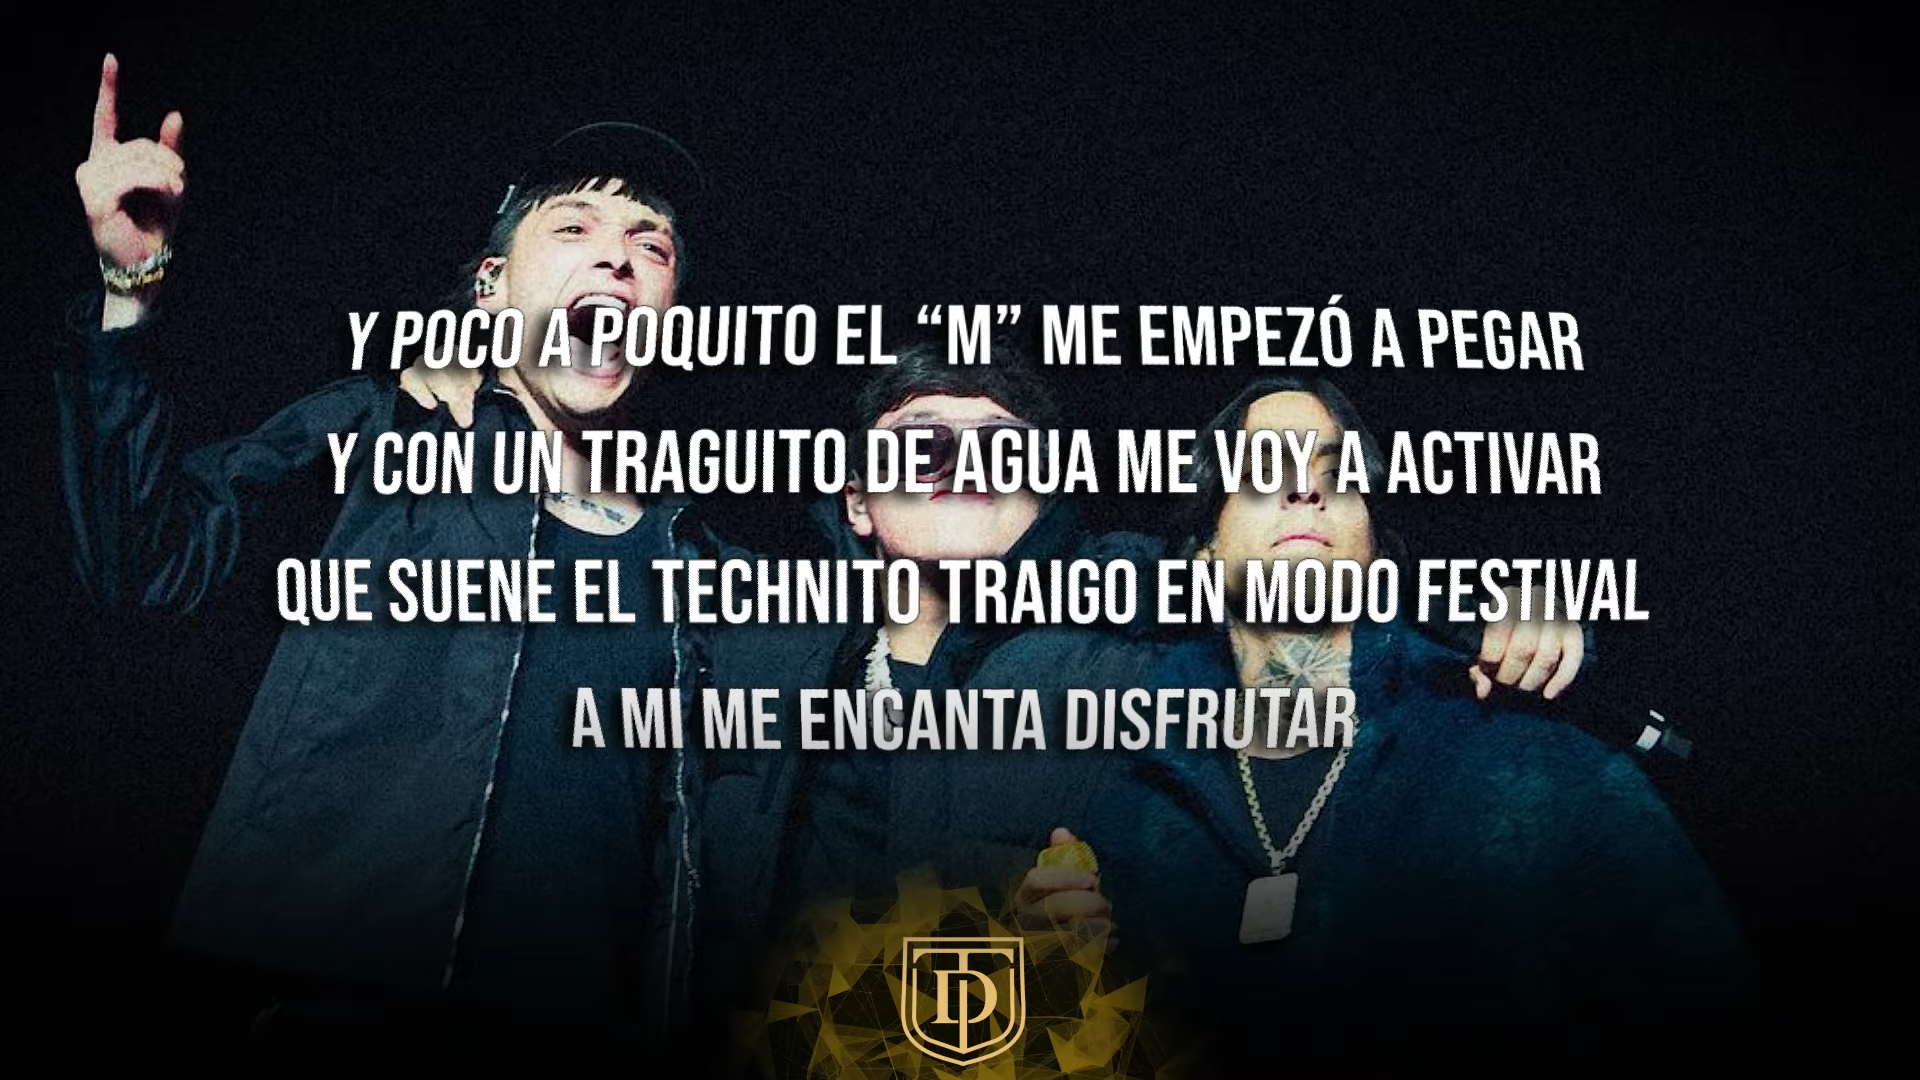 Y POCO A POQUITO EL “M” ME EMPEZÓ A PEGAR
Y CON UN TRAGUITO DE AGUA ME VOY A ACTIVAR
QUE SUENE EL TECHNITO TRAIGO EN MODO FESTIVAL
A MI ME ENCANTA DISFRUTAR
TD